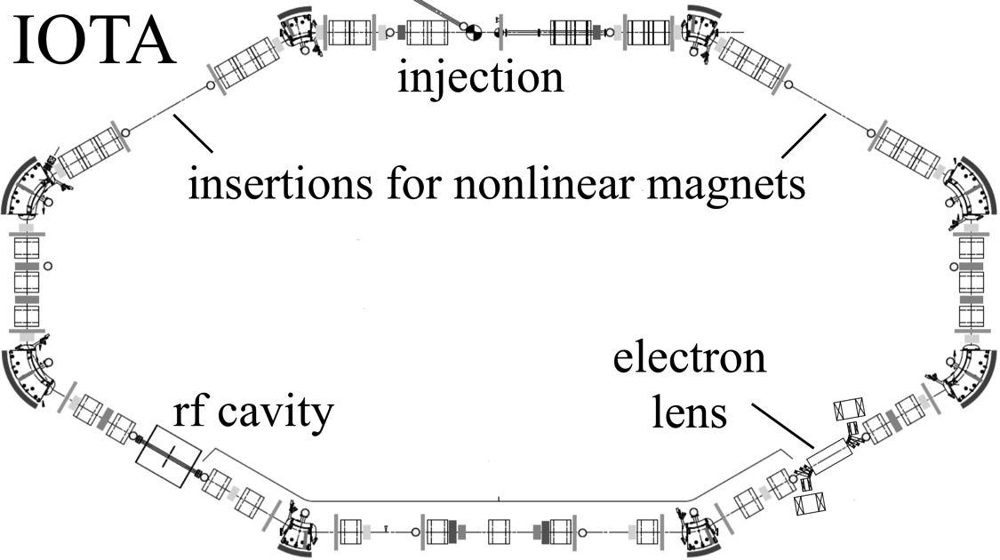 IOTA
injection
insertions for nonlinear magnets
electron
lens
rf cavity